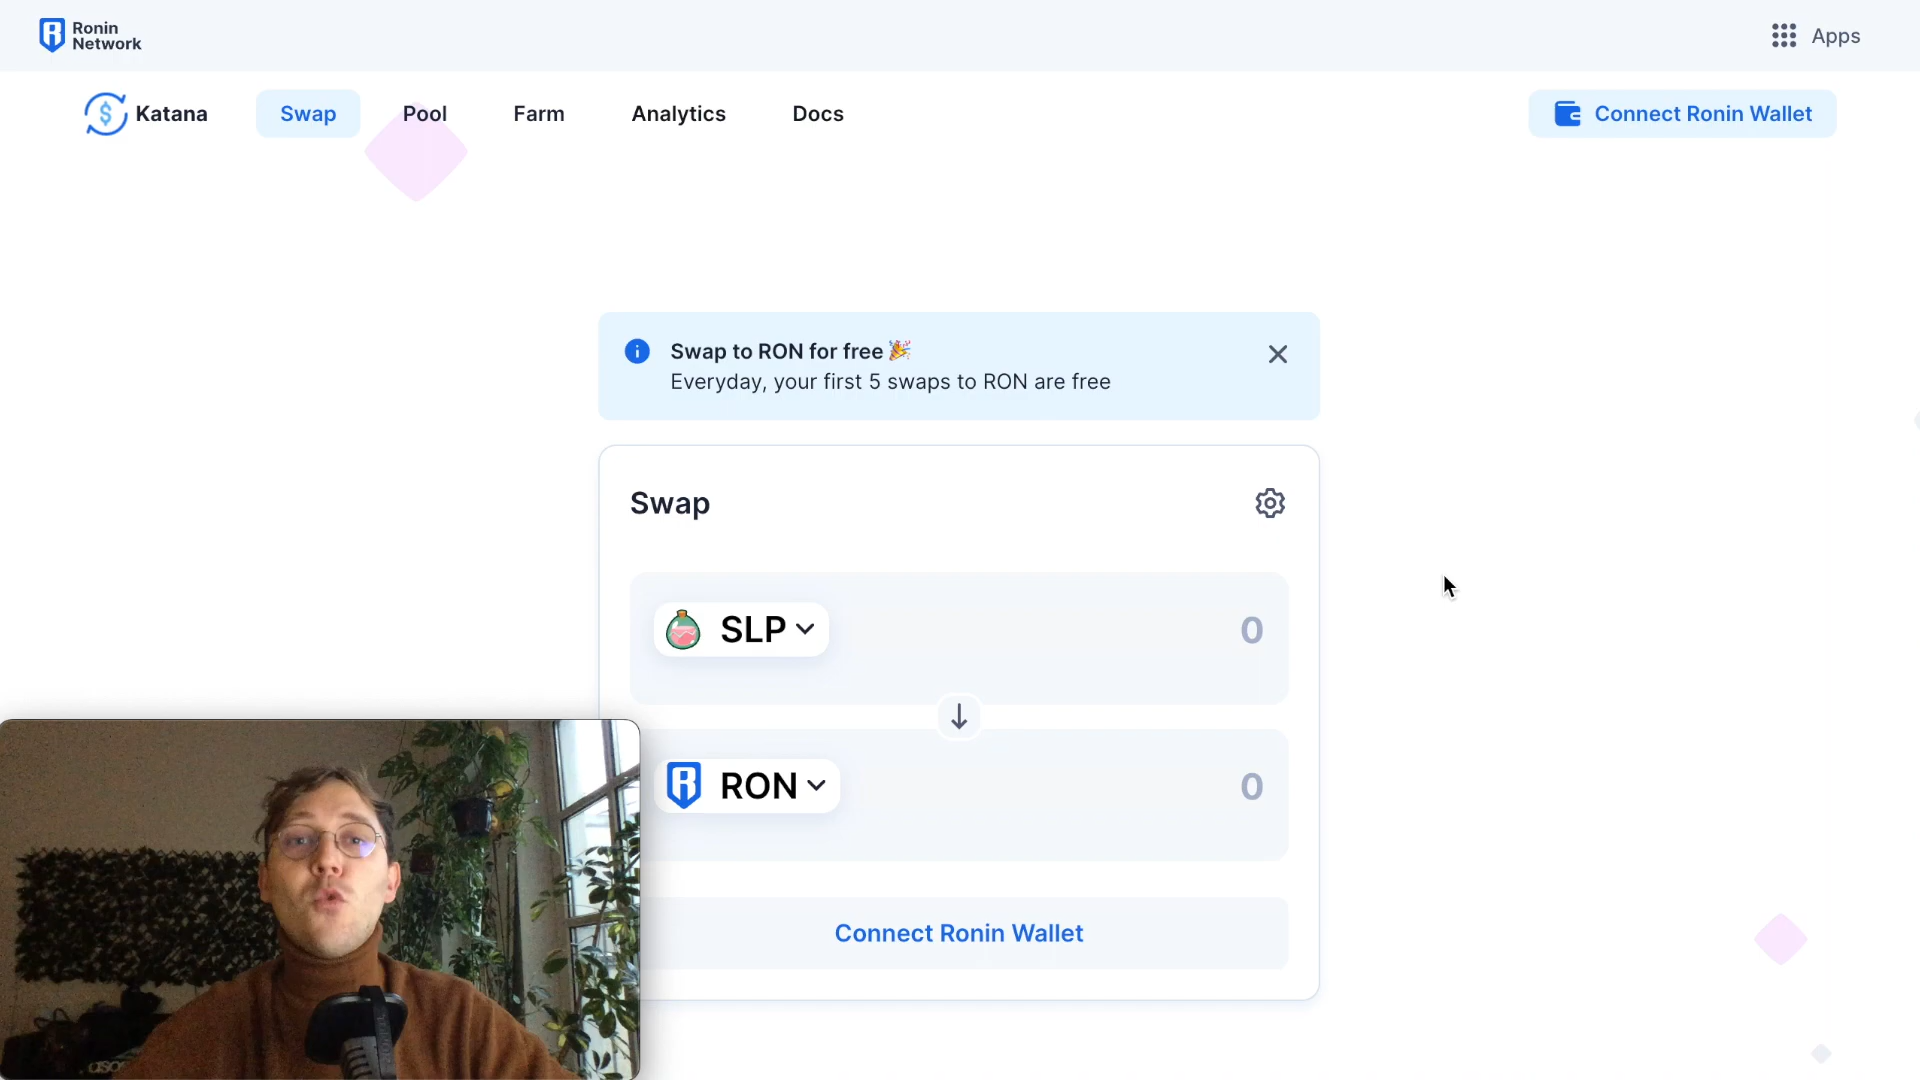 Ronin
Network
Apps
Katana
Swap
Pool
Farm
Analytics
Docs
Connect Ronin Wallet
Swap to RON for free
Everyday, your first 5 swaps to RON are free
Swap
SLP
0
RON
0
Connect Ronin Wallet